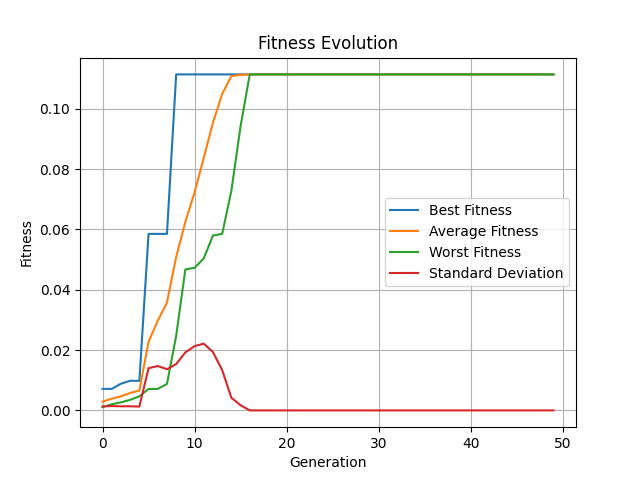 Fitness Evolution
Fitness
0.10
0.08
0.06
0.04
0.02
0.00
Best Fitness
Average Fitness
Worst Fitness
Standard Deviation
0 10 20 30 40 50
Generation